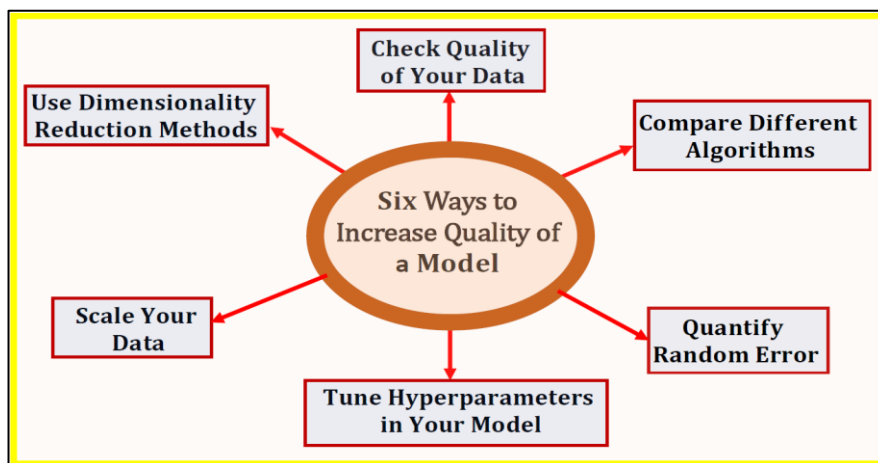 Check Quality
of Your Data
Use Dimensionality
Reduction Methods
Compare Different
Algorithms
Six Ways to
Increase Quality of
a Model
Scale Your
Data
Quantify
Random Error
Tune Hyperparameters
in Your Model